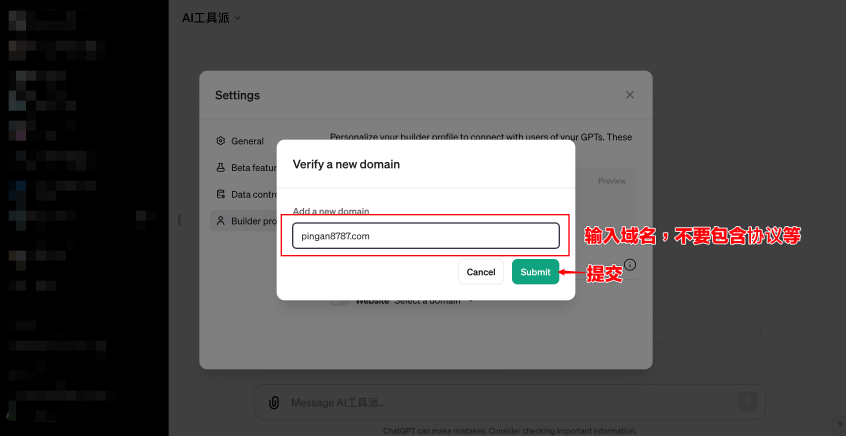 AI工具派
Settings
General
Personalize your builder profile to connect with users of your GPTs. These
Beta featur
Verify a new domain
Preview
Data contro
Add a new domain
Builder pro
pingan8787.com
输入域名，不要包含协议等
Cancel
Submit
提交
Website
Select a domain
Message AI工具派...
ChatGPT can make mistakes. Consider checking important information.